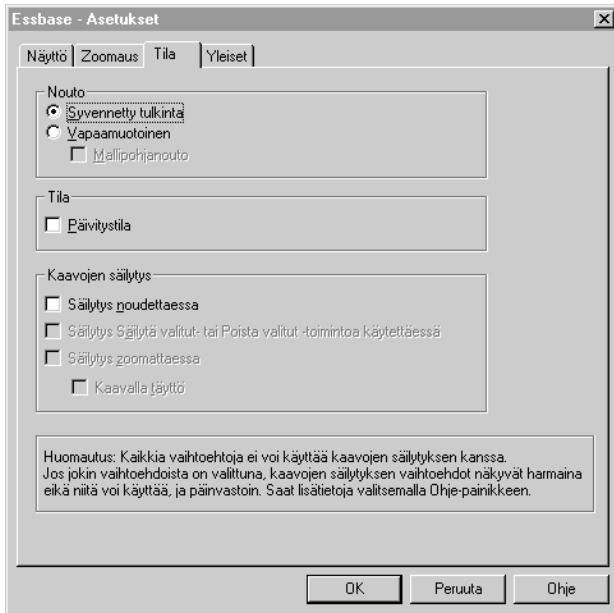 Essbase - Asetukset
Näyttö Zoomaus Tila Yleiset
Nouto
Syvennetty tulkinta
Vapaamuotoinen
Mallipohjanouto
Tila
Päivitystila
Kaavojen säilytys
Säilytys noudettaessa
Säilytys Säilytä valitut- tai Poista valitut -toimintoa käytettäessä
Säilytys zoomattaessa
Kaavalla täyttö
Huomautus: Kaikkia vaihtoehtoja ei voi käyttää kaavojen säilytyksen kanssa.
Jos jokin vaihtoehdoista on valittuna, kaavojen säilytyksen vaihtoehdot näkyvät harmaina
eikä niitä voi käyttää, ja päinvastoin. Saat lisätietoja valitsemalla Ohje-painikkeen.
OK Peruuta Ohje